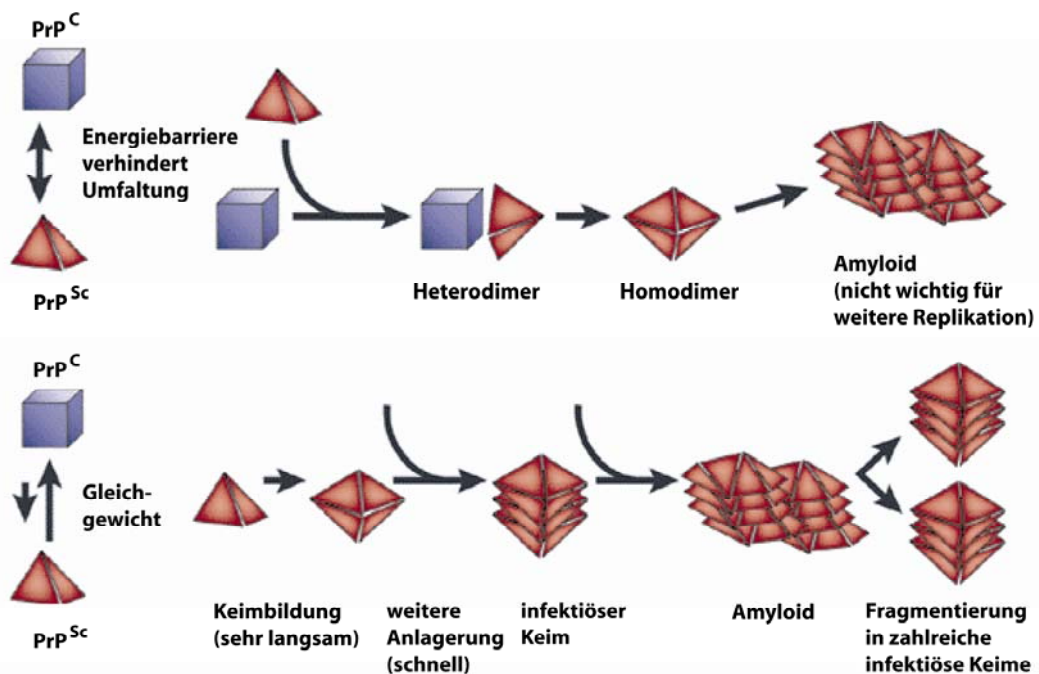 PrP C
Energiebarriere
verhindert
Umfaltung
PrP Sc
Heterodimer
Homodimer
Amyloid
(nicht wichtig für
weitere Replikation)
PrP C
Gleich-
gewicht
PrP Sc
Keimbildung
(sehr langsam)
weitere
Anlagerung
(schnell)
infektiöser
Keim
Amyloid
Fragmentierung
in zahlreiche
infektiöse Keime